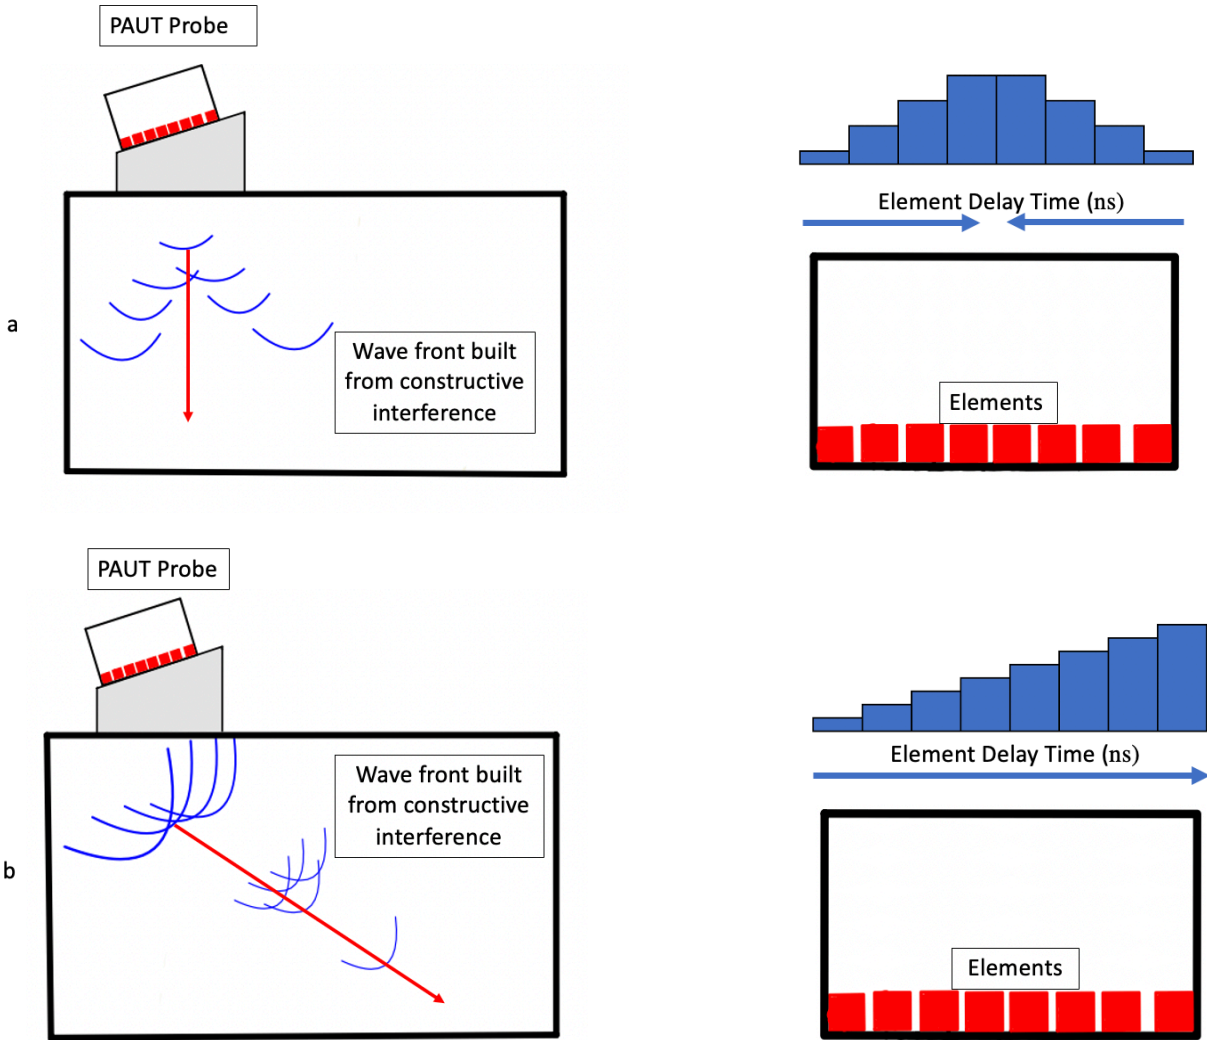 PAUT Probe
Element Delay Time (ns)
a
Wave front built
from constructive
interference
Elements
PAUT Probe
Element Delay Time (ns)
Wave front built
from constructive
interference
b
Elements